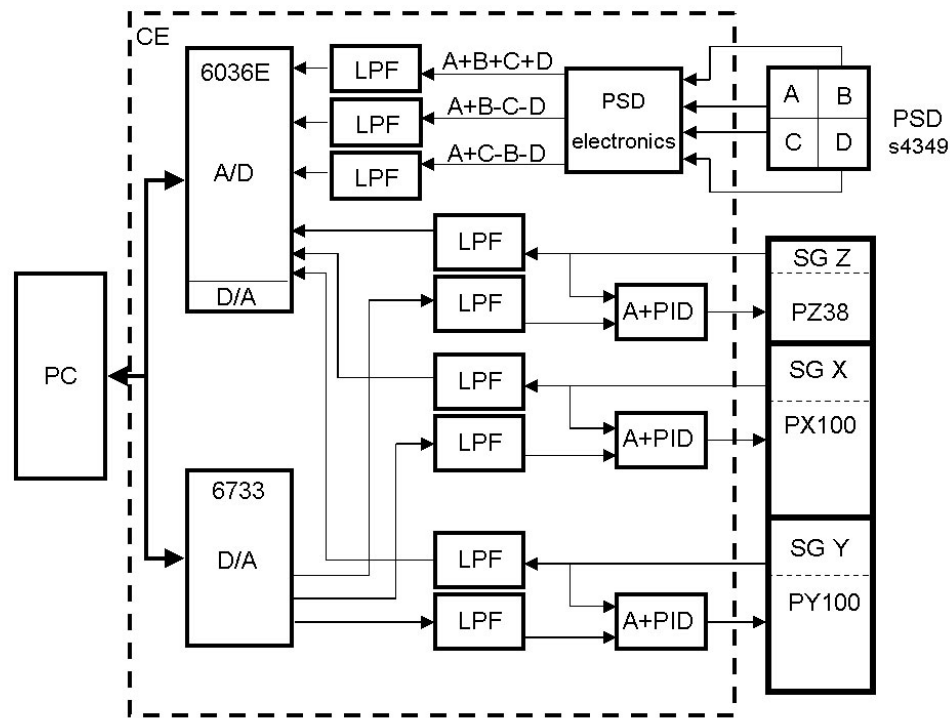 CE
6036E
A/D
D/A
LPF
LPF
LPF
A+B+C+D
A+B-C-D
A+C-B-D
PSD
electronics
A B
C D
PSD
s4349
PC
LPF
LPF
A+PID
SG Z
PZ38
LPF
LPF
A+PID
SG X
PX100
6733
D/A
LPF
LPF
A+PID
SG Y
PY100